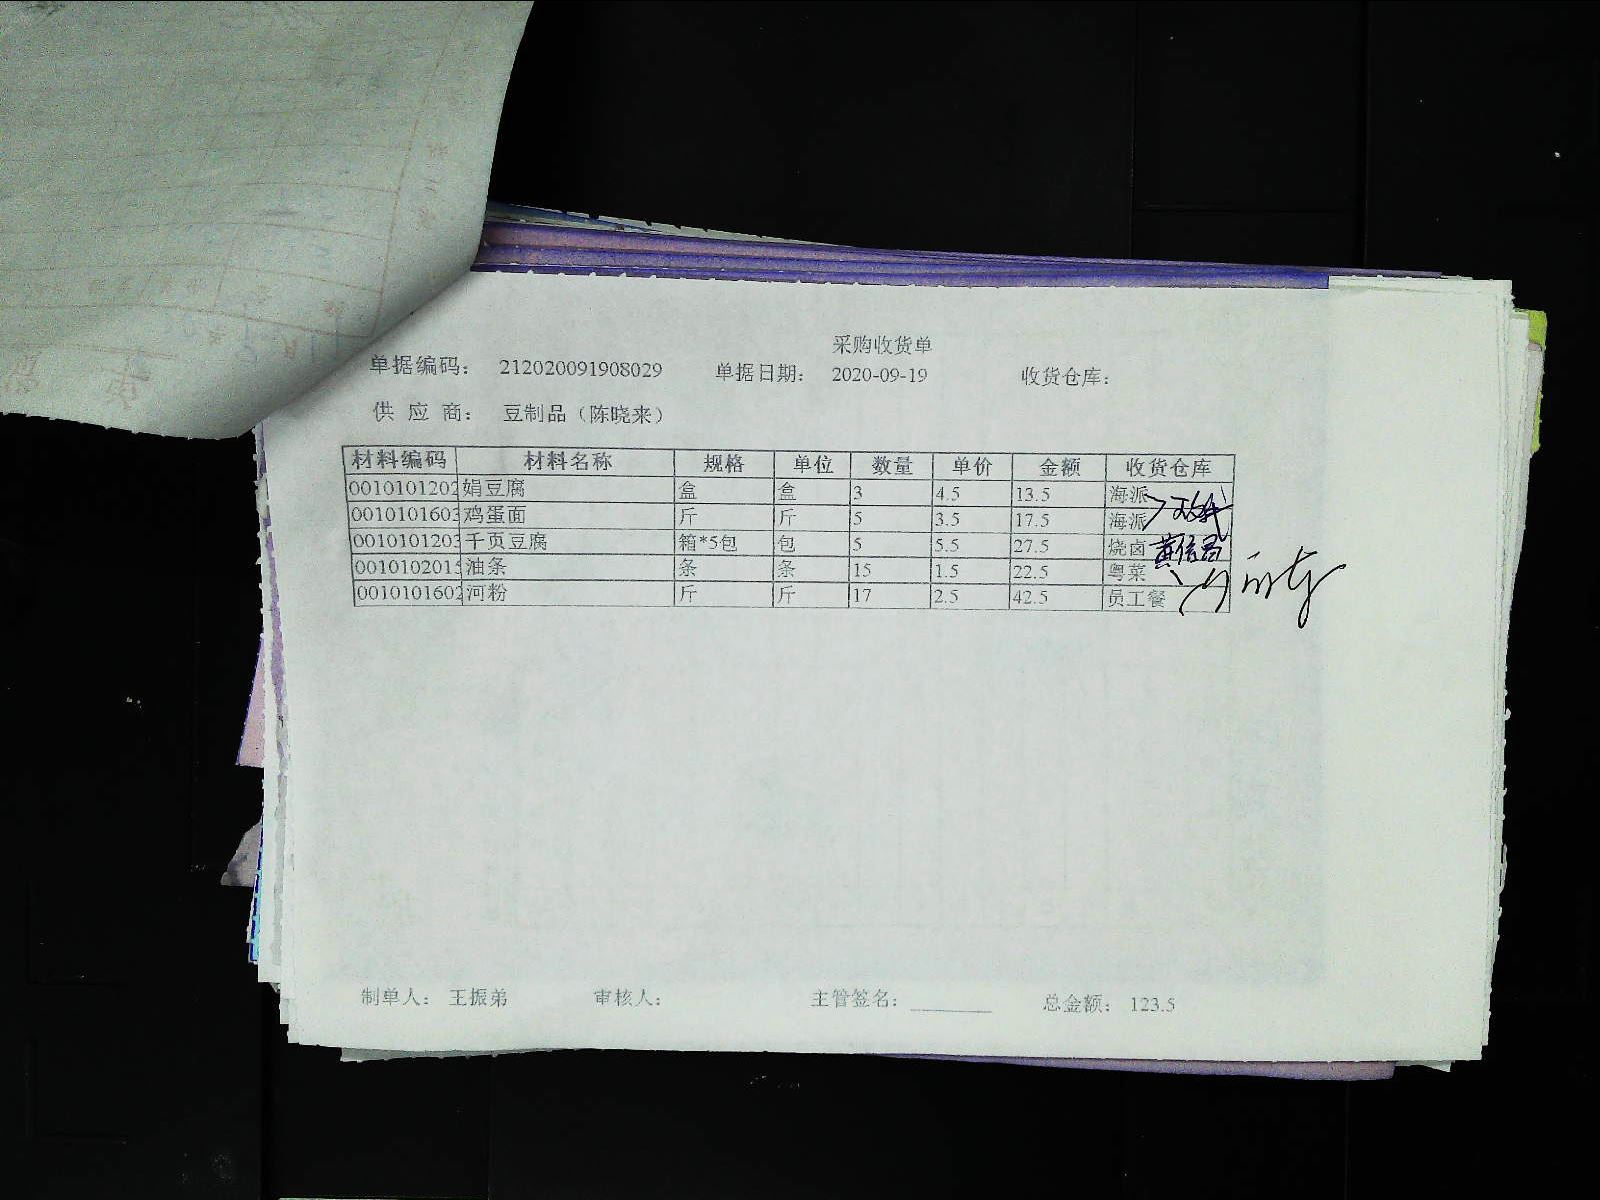 采购收货单
单据编码: 212020091908029 单据日期: 2020-09-19 收货仓库:
供 应 商: 豆制品（陈晓来）
材料编码 材料名称 规格 单位 数量 单价 金额 收货仓库
0010101202 娟豆腐 盒 盒 3 4.5 13.5 海派
0010101603 鸡蛋面 斤 斤 5 3.5 17.5 海派
0010101203 千页豆腐 箱*5包 包 5 5.5 27.5 烧卤 黄信昌
001010201 油条 条 条 15 1.5 22.5 粤菜
0010101602 河粉 斤 斤 17 2.5 42.5 员工餐
制单人: 王振弟 审核人: 主管签名: 总金额: 123.5